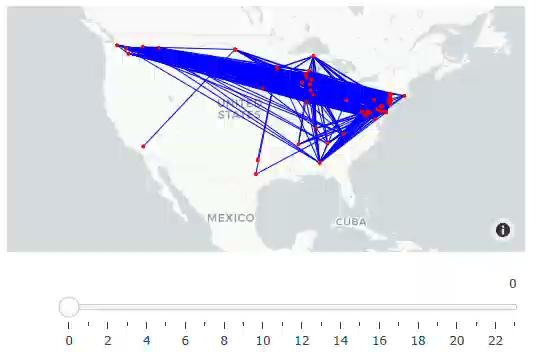 UNITED
STATES
MEXICO
CUBA
i
0
0 2 4 6 8 10 12 14 16 18 20 22